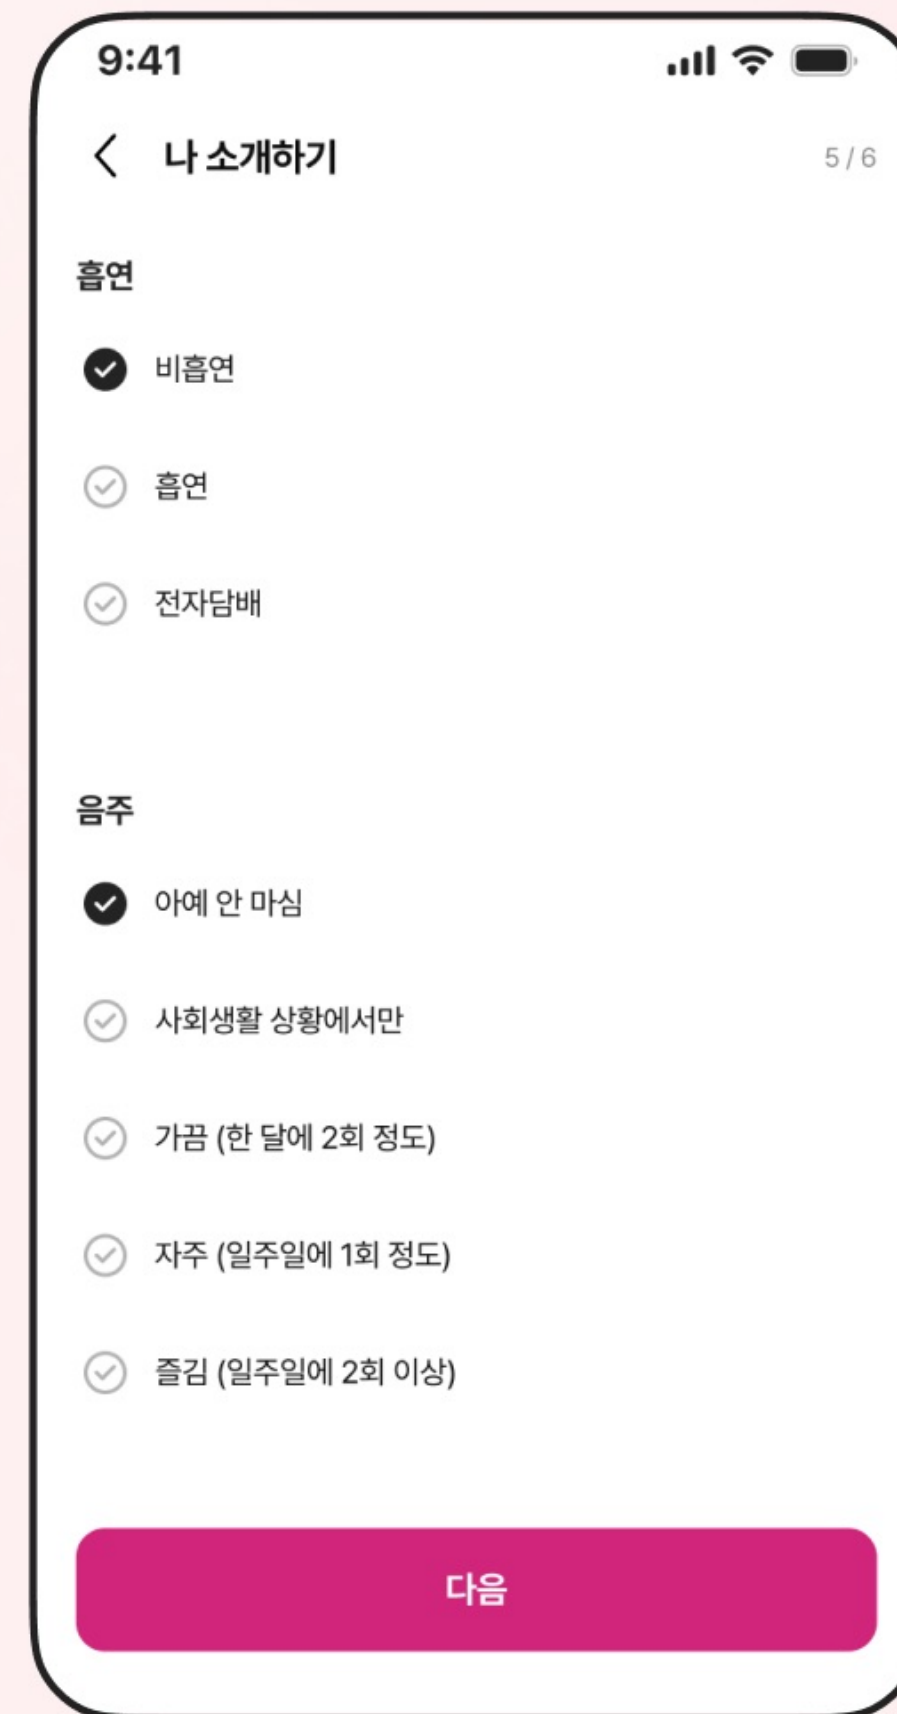 9:41
나 소개하기
5 / 6
흡연
비흡연
흡연
전자담배
음주
아예 안 마심
사회생활 상황에서만
가끔 (한 달에 2회 정도)
자주 (일주일에 1회 정도)
즐김 (일주일에 2회 이상)
다음